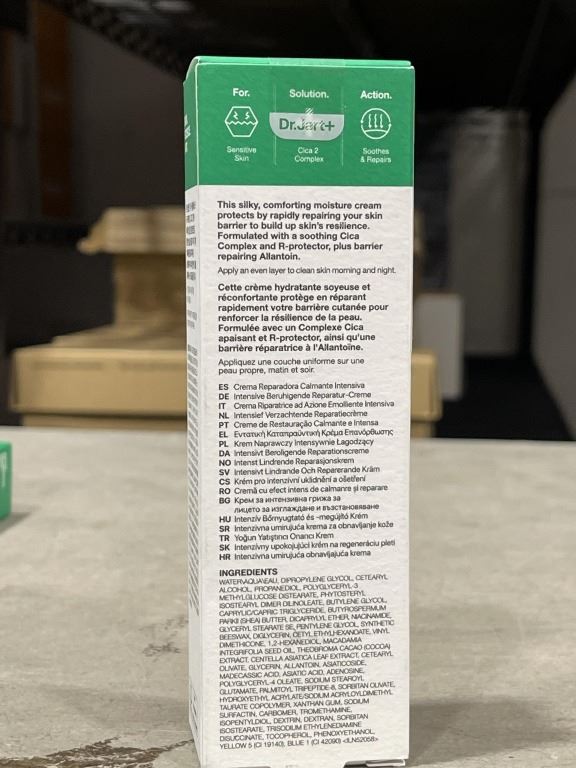 For. Solution. Action.
Dr.Jart+
Sensitive Skin
Cica 2 Complex
Soothes & Repairs
This silky, comforting moisture cream
protects by rapidly repairing your skin
barrier to build up skin's resilience.
Formulated with a soothing Cica
Complex and R-protector, plus barrier
repairing Allantoin.
Apply an even layer to clean skin morning and night.
Cette crème hydratante soyeuse et
réconfortante protège en réparant
rapidement votre barrière cutanée pour
renforcer la résilience de la peau.
Formulée avec un Complexe Cica
apaisant et R-protector, ainsi qu'une
barrière réparatrice à l'Allantoïne.
Appliquez une couche uniforme sur une
peau propre, matin et soir.
ES Crema Reparadora Calmante Intensiva
DE Intensive Beruhigende Reparatur-Creme
IT Crema Riparatrice ad Azione Emolliente Intensiva
NL Intensief Verzachtende Reparatiecrème
PT Creme de Restauração Calmante e Intensa
EL Εντατική Καταπραϋντική Κρέμα Επανόρθωσης
PL Krem Naprawczy Intensywnie Łagodzący
DA Intensivt Beroligende Reparationscreme
NO Intenst Lindrende Reparasjonskrem
SV Intensivt Lindrande Och Reparerande Kräm
CS Krém pro intenzivní uklidnění a ošetření
RO Cremă cu efect intens de calmare și reparare
BG Крем за интензивна грижа за
лицето за изглаждане и възстановяване
HU Intenzív Bőrnyugtató és -megújító Krém
SR Intenzivna umirujuća krema za obnavljanje kože
TR Yoğun Yatıştırıcı Onarıcı Krem
SK Intenzívny upokojujúci krém na regeneráciu pleti
HR Intenzivna umirujuća obnavljajuća krema
INGREDIENTS
WATER\AQUA\EAU, DIPROPYLENE GLYCOL, CETEARYL
ALCOHOL, PROPANEDIOL, POLYGLYCERYL-3
METHYLGLUCOSE DISTEARATE, PHYTOSTERYL
ISOSTEARYL DIMER DILINOLEATE, BUTYLENE GLYCOL,
CAPRYLIC/CAPRIC TRIGLYCERIDE, BUTYROSPERMUM
PARKII (SHEA) BUTTER, DICAPRYLYL ETHER, NIACINAMIDE,
GLYCERYL STEARATE SE, PENTYLENE GLYCOL, SYNTHETIC
BEESWAX, DIGLYCERIN, CETYL ETHYLHEXANOATE, VINYL
DIMETHICONE, 1,2-HEXANEDIOL, MACADAMIA
INTEGRIFOLIA SEED OIL, THEOBROMA CACAO (COCOA)
EXTRACT, CENTELLA ASIATICA LEAF EXTRACT, CETEARYL
OLIVATE, GLYCERIN, ALLANTOIN, ASIATICOSIDE,
MADECASSIC ACID, ASIATIC ACID, ADENOSINE,
POLYGLYCERYL-4 OLEATE, SODIUM STEAROYL
GLUTAMATE, PALMITOYL TRIPEPTIDE-8, SORBITAN OLIVATE,
HYDROXYETHYL ACRYLATE/SODIUM ACRYLOYLDIMETHYL
TAURATE COPOLYMER, XANTHAN GUM, SODIUM
SURFACTIN, CARBOMER, TROMETHAMINE,
ISOPENTYLDIOL, DEXTRIN, DEXTRAN, SORBITAN
ISOSTEARATE, TRISODIUM ETHYLENEDIAMINE
DISUCCINATE, TOCOPHEROL, PHENOXYETHANOL,
YELLOW 5 (CI 19140), BLUE 1 (CI 42090) <ILN52058>